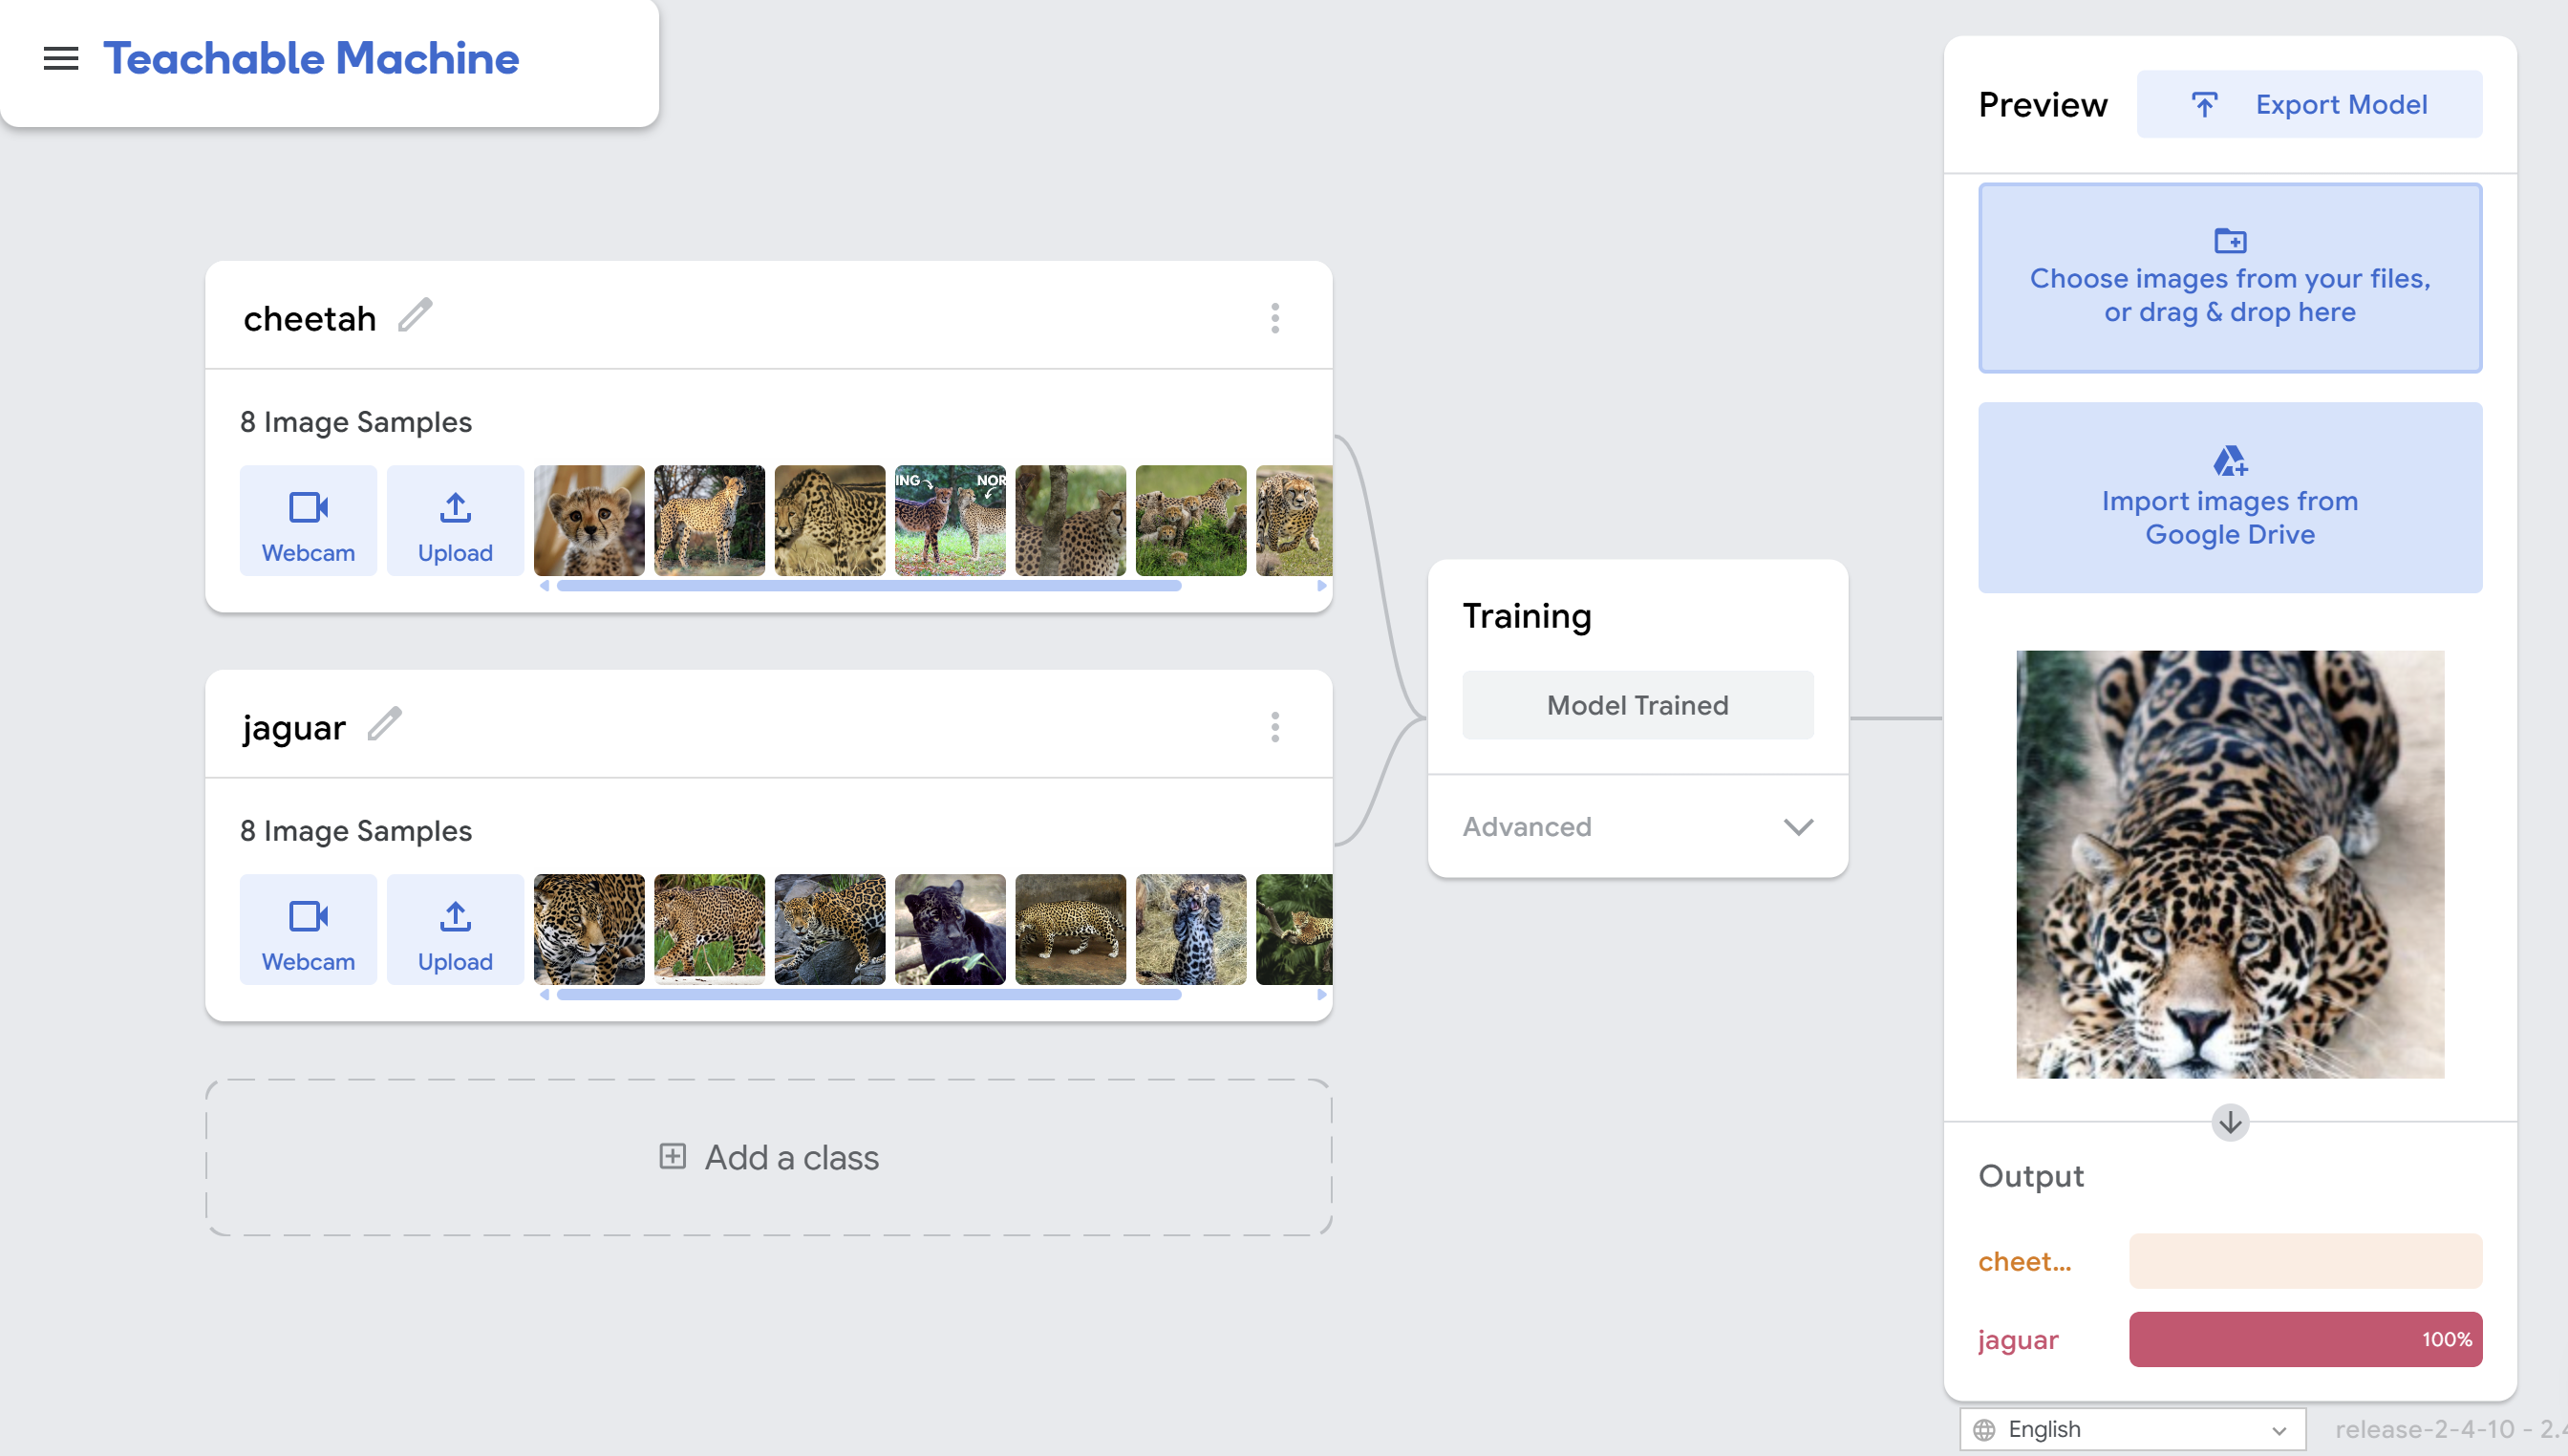 Teachable Machine
cheetah
8 Image Samples
Webcam
Upload
ING
NOR
jaguar
8 Image Samples
Webcam
Upload
Add a class
Training
Model Trained
Advanced
Preview
Export Model
Choose images from your files,
or drag & drop here
Import images from
Google Drive
Output
cheet...
jaguar
100%
English
release-2-4-10 - 2.4